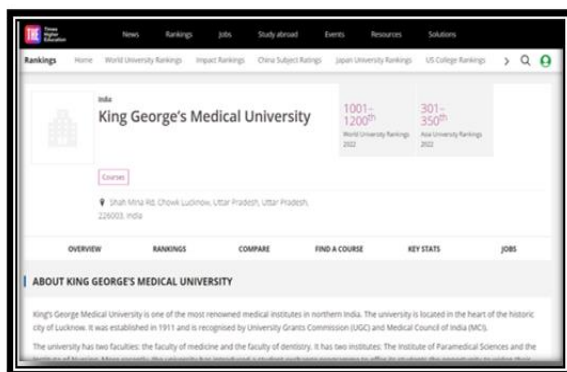 THE Times Higher Education
News Rankings Jobs Study abroad Events Resources Solutions
Rankings Home World University Rankings Impact Rankings China Subject Ratings Japan University Rankings US College Rankings
India
King George's Medical University
1001–1200th
World University Rankings 2022
301–350th
Asia University Rankings 2022
Courses
Shah Mina Rd, Chowk Lucknow, Uttar Pradesh, Uttar Pradesh,
226003, India
OVERVIEW RANKINGS COMPARE FIND A COURSE KEY STATS JOBS
ABOUT KING GEORGE'S MEDICAL UNIVERSITY
King's George Medical University is one of the most renowned medical institutes in northern India. The university is located in the heart of the historic
city of Lucknow. It was established in 1911 and is recognised by University Grants Commission (UGC) and Medical Council of India (MCI).
The university has two faculties: the faculty of medicine and the faculty of dentistry. It has two institutes: The Institute of Paramedical Sciences and the
Institute of Nursing. More recently, the university has introduced a student exchange programme to offer its students the opportunity to widen their